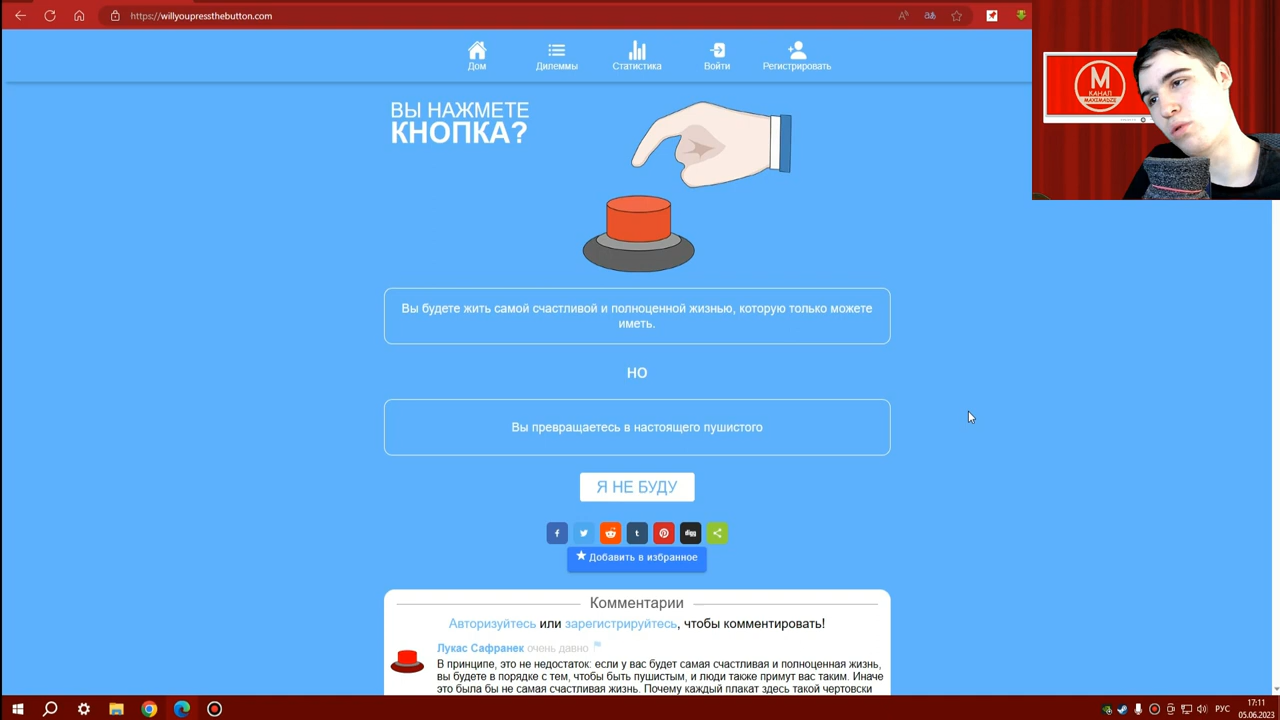 https://willyoupressthebutton.com
Дом
Дилеммы
Статистика
Войти
Регистрировать
М
КАНАЛ
MAXIMADZE
ВЫ НАЖМЕТЕ
КНОПКА?
Вы будете жить самой счастливой и полноценной жизнью, которую только можете
иметь.
НО
Вы превращаетесь в настоящего пушистого
Я НЕ БУДУ
digg
Добавить в избранное
Комментарии
Авторизуйтесь или зарегистрируйтесь, чтобы комментировать!
Лукас Сафранек очень давно
В принципе, это не недостаток: если у вас будет самая счастливая и полноценная жизнь,
вы будете в порядке с тем, чтобы быть пушистым, и люди также примут вас таким. Иначе
это была бы не самая счастливая жизнь. Почему каждый плакат здесь такой чертовски
РУС
17:11
05.06.2023